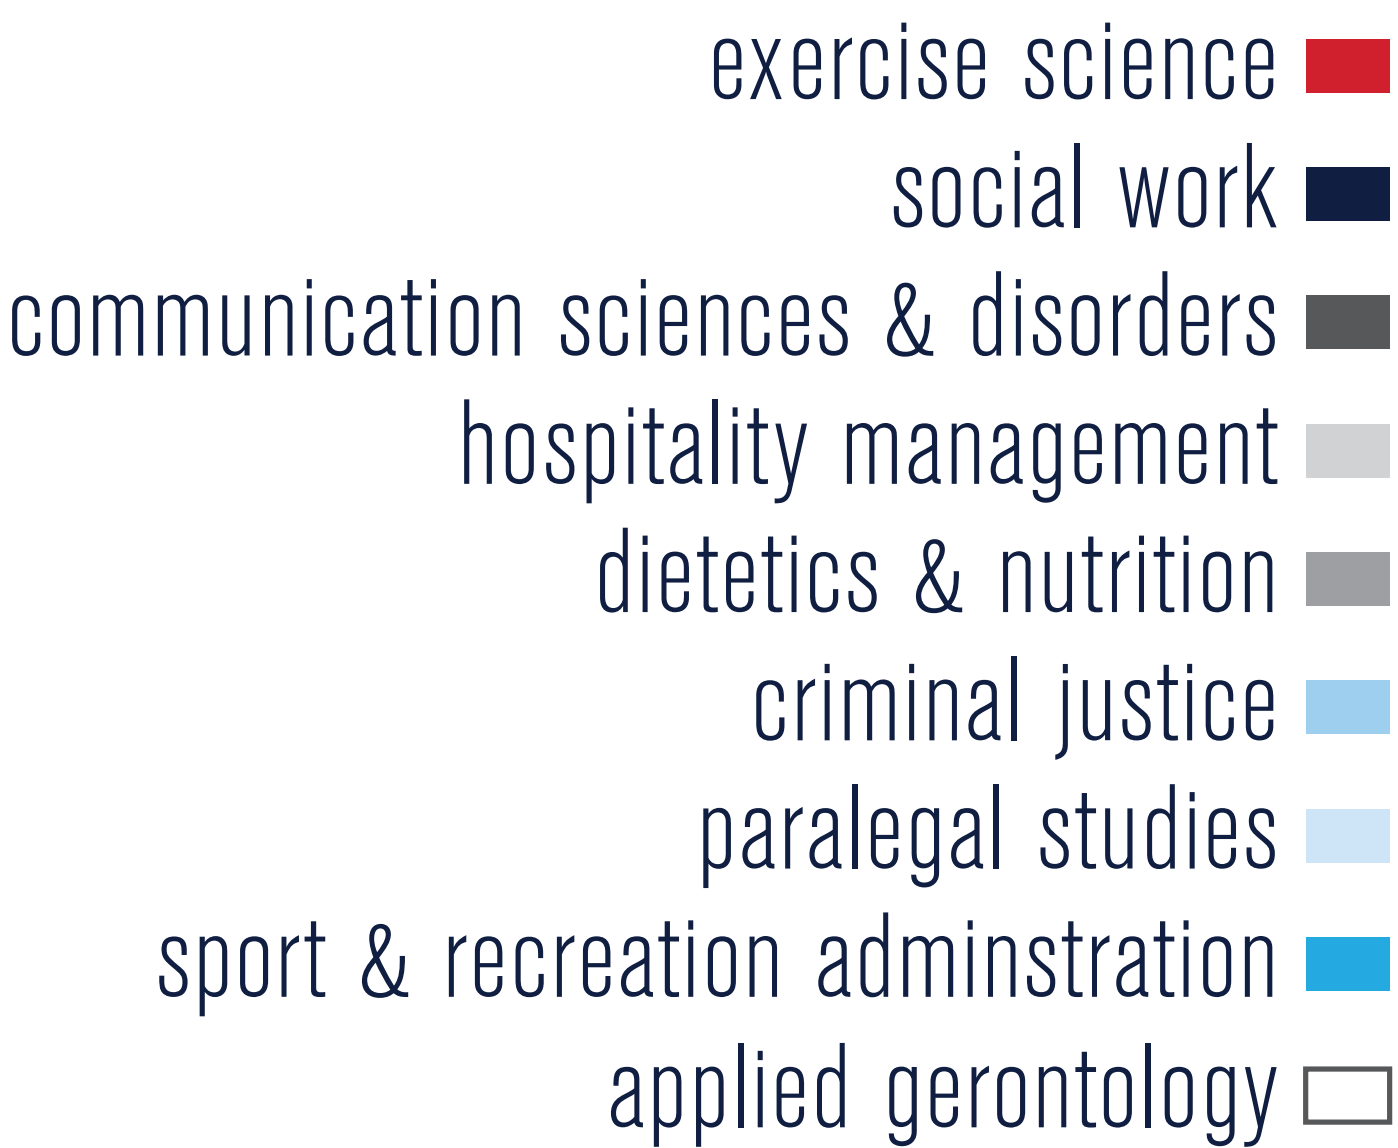 exercise science
social work
communication sciences & disorders
hospitality management
dietetics & nutrition
criminal justice
paralegal studies
sport & recreation adminstration
applied gerontology